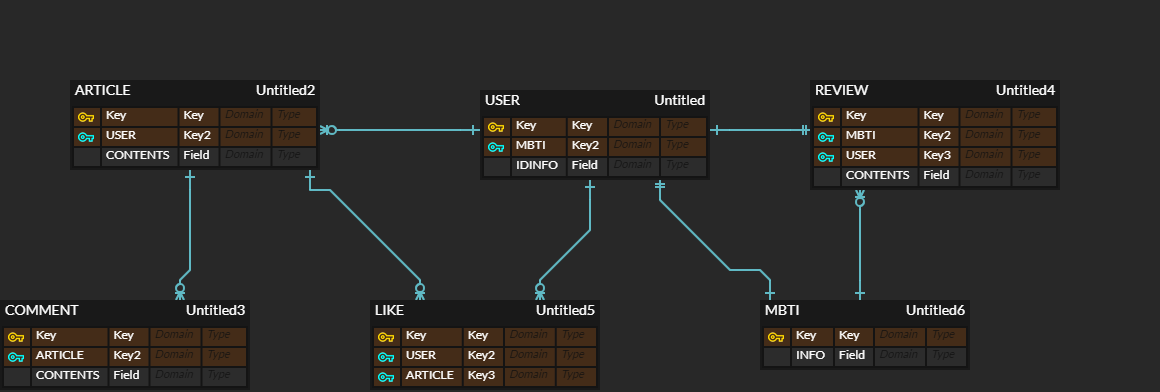 ARTICLE Untitled2
Key Key Domain Type
USER Key2 Domain Type
CONTENTS Field Domain Type
USER Untitled
Key Key Domain Type
MBTI Key2 Domain Type
IDINFO Field Domain Type
REVIEW Untitled4
Key Key Domain Type
MBTI Key2 Domain Type
USER Key3 Domain Type
CONTENTS Field Domain Type
COMMENT Untitled3
Key Key Domain Type
ARTICLE Key2 Domain Type
CONTENTS Field Domain Type
LIKE Untitled5
Key Key Domain Type
USER Key2 Domain Type
ARTICLE Key3 Domain Type
MBTI Untitled6
Key Key Domain Type
INFO Field Domain Type